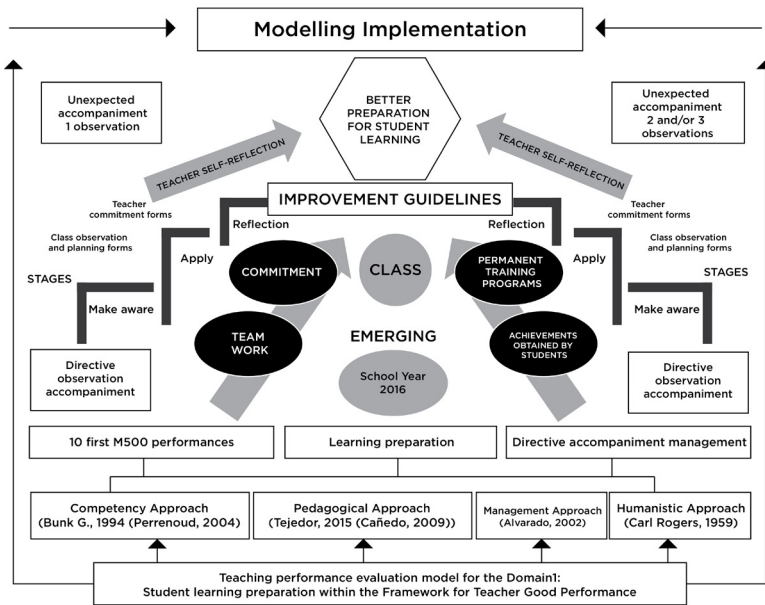 Modelling Implementation
Unexpected
accompaniment
1 observation
BETTER
PREPARATION
FOR STUDENT
LEARNING
Unexpected
accompaniment
2 and/or 3
observations
TEACHER SELF-REFLECTION
TEACHER SELF-REFLECTION
Teacher
commitment forms
IMPROVEMENT GUIDELINES
Teacher
commitment forms
Reflection
Reflection
Class observation
and planning forms
Apply
COMMITMENT
CLASS
PERMANENT
TRAINING
PROGRAMS
Apply
Class observation
and planning forms
STAGES
STAGES
Make aware
TEAM
WORK
EMERGING
ACHIEVEMENTS
OBTAINED BY
STUDENTS
Make aware
Directive
observation
accompaniment
School Year
2016
Directive
observation
accompaniment
10 first M500 performances
Learning preparation
Directive accompaniment management
Competency Approach
(Bunk G., 1994 (Perrenoud, 2004)
Pedagogical Approach
(Tejedor, 2015 (Cañedo, 2009))
Management Approach
(Alvarado, 2002)
Humanistic Approach
(Carl Rogers, 1959)
Teaching performance evaluation model for the Domain1:
Student learning preparation within the Framework for Teacher Good Performance